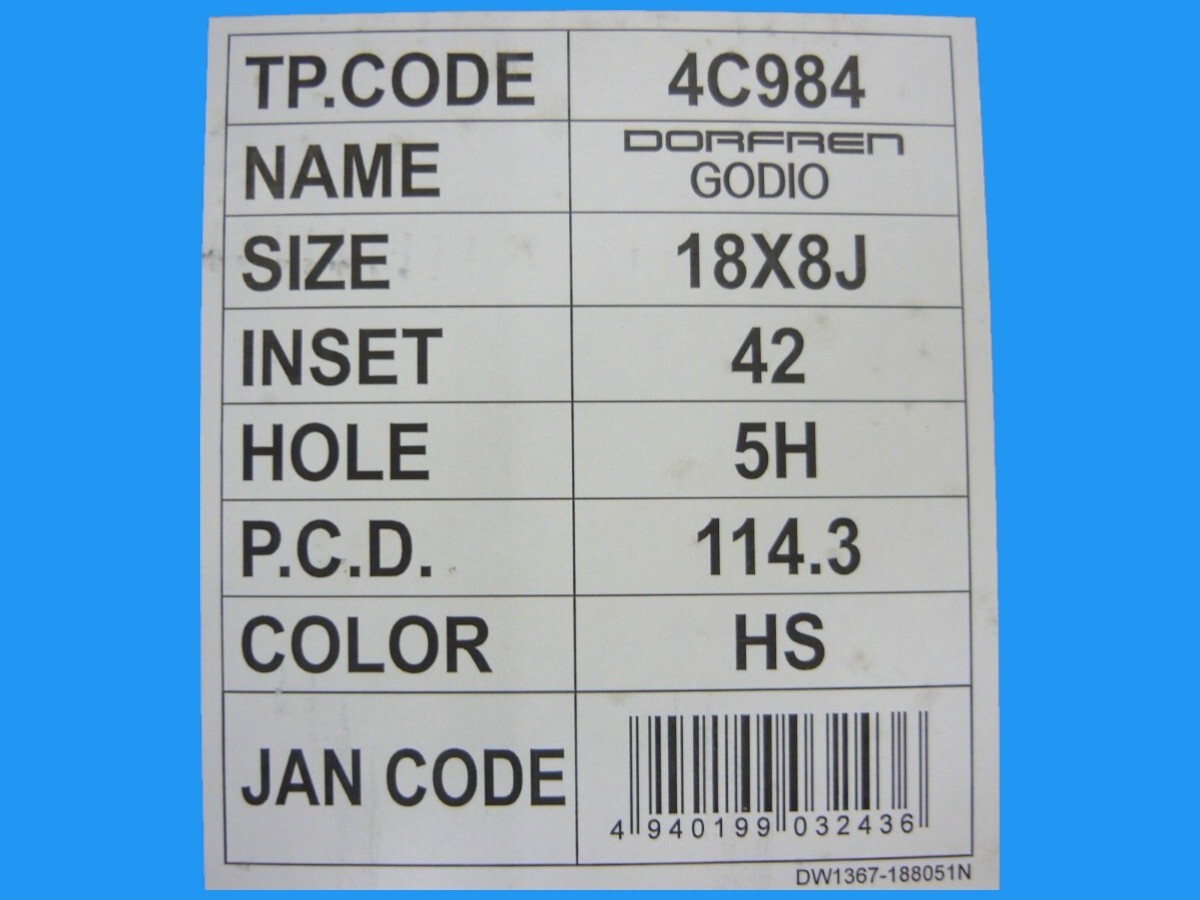 TP.CODE 4C984
NAME DORFREN
GODIO
SIZE 18X8J
INSET 42
HOLE 5H
P.C.D. 114.3
COLOR HS
JAN CODE 4 940199 032436
DW1367-188051N